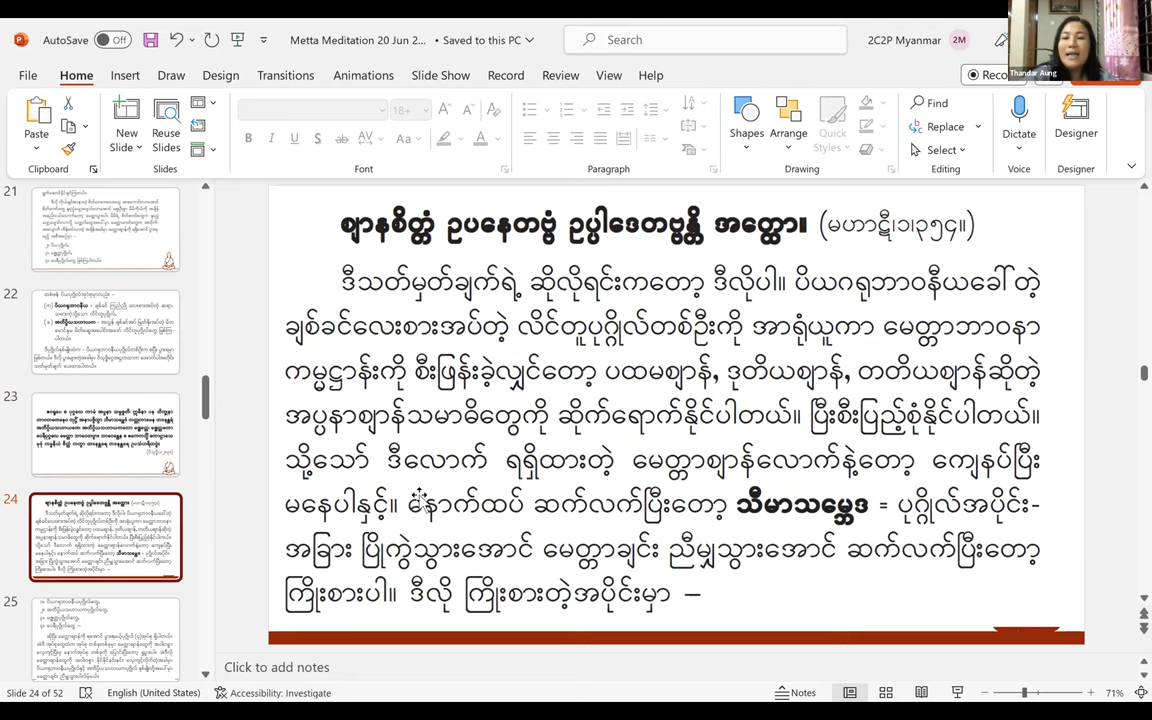 AutoSave Off Metta Meditation 20 Jun 2... • Saved to this PC Search 2C2P Myanmar 2M
Thandar Aung
File Home Insert Draw Design Transitions Animations Slide Show Record Review View Help
Paste New Slide Reuse Slides 18+ Shapes Arrange Quick Styles Find Replace Select Dictate Designer
Clipboard Slides Font Paragraph Drawing Editing Voice Designer
21
22
23
24
25
ဈာနစိတ္တံ ဥပနေတဗ္ဗံ ဥပ္ပါဒေတဗ္ဗန္တိ အတ္ထော။ (မဟာဋီ၊၁၊၃၅၄။)
ဒီသတ်မှတ်ချက်ရဲ့ ဆိုလိုရင်းကတော့ ဒီလိုပါ။ ပိယဂရုဘာဝနီယခေါ်တဲ့
ချစ်ခင်လေးစားအပ်တဲ့ လိင်တူပုဂ္ဂိုလ်တစ်ဦးကို အာရုံယူကာ မေတ္တာဘာဝနာ
ကမ္မဋ္ဌာန်းကို စီးဖြန်းခဲ့လျှင်တော့ ပထမဈာန်, ဒုတိယဈာန်, တတိယဈာန်ဆိုတဲ့
အပ္ပနာဈာန်သမာဓိတွေကို ဆိုက်ရောက်နိုင်ပါတယ်။ ပြီးစီးပြည့်စုံနိုင်ပါတယ်။
သို့သော် ဒီလောက် ရရှိထားတဲ့ မေတ္တာဈာန်လောက်နဲ့တော့ ကျေနပ်ပြီး
မနေပါနှင့်။ နောက်ထပ် ဆက်လက်ပြီးတော့ သီမာသမ္ဘေဒ = ပုဂ္ဂိုလ်အပိုင်း-
အခြား ပြိုကွဲသွားအောင် မေတ္တာချင်း ညီမျှသွားအောင် ဆက်လက်ပြီးတော့
ကြိုးစားပါ။ ဒီလို ကြိုးစားတဲ့အပိုင်းမှာ –
Click to add notes
Slide 24 of 52 English (United States) Accessibility: Investigate Notes 71%